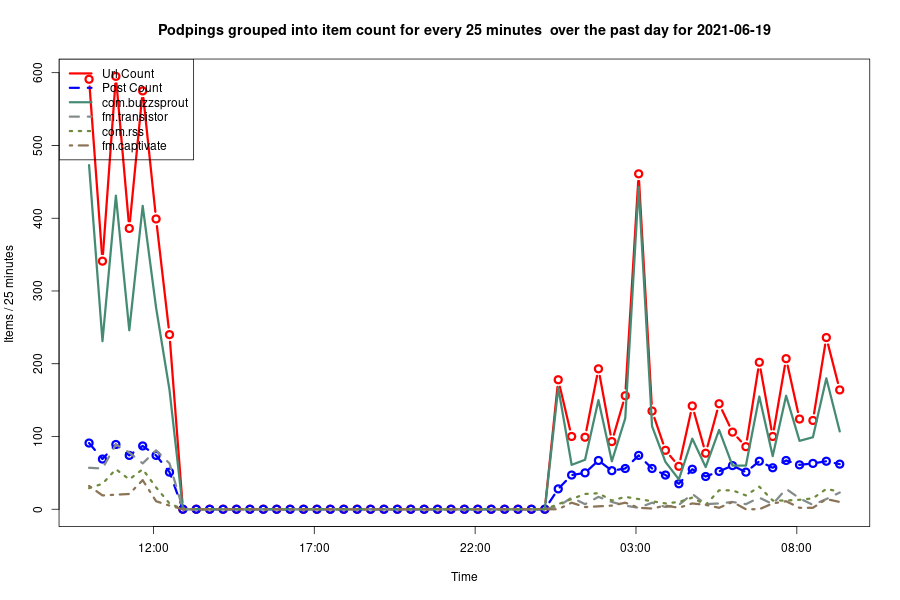 Podpings grouped into item count for every 25 minutes  over the past day for 2021-06-19
Url Count
Post Count
com.buzzsprout
fm.transistor
com.rss
fm.captivate
600
500
400
300
200
100
0
Items / 25 minutes
12:00
17:00
22:00
03:00
08:00
Time